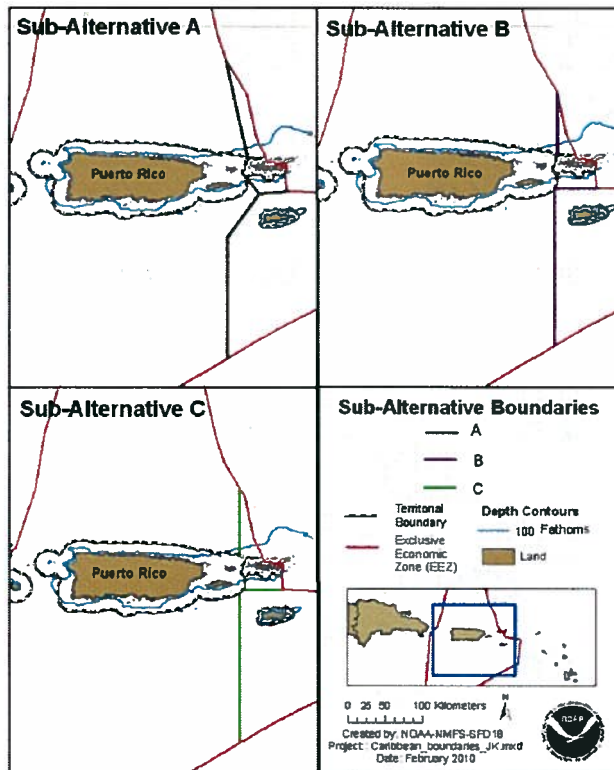 Sub-Alternative A
Puerto Rico
Sub-Alternative B
Puerto Rico
Sub-Alternative C
Puerto Rico
Sub-Alternative Boundaries
A
B
C
Territorial Boundary
Exclusive Economic Zone (EEZ)
Depth Contours
100 Fathoms
Land
0 25 50 100 Kilometers
N
Created by: NOAA-NMFS-SFD18
Project: Caribbean_boundaries_JK.mxd
Date: February 2010
NOAA